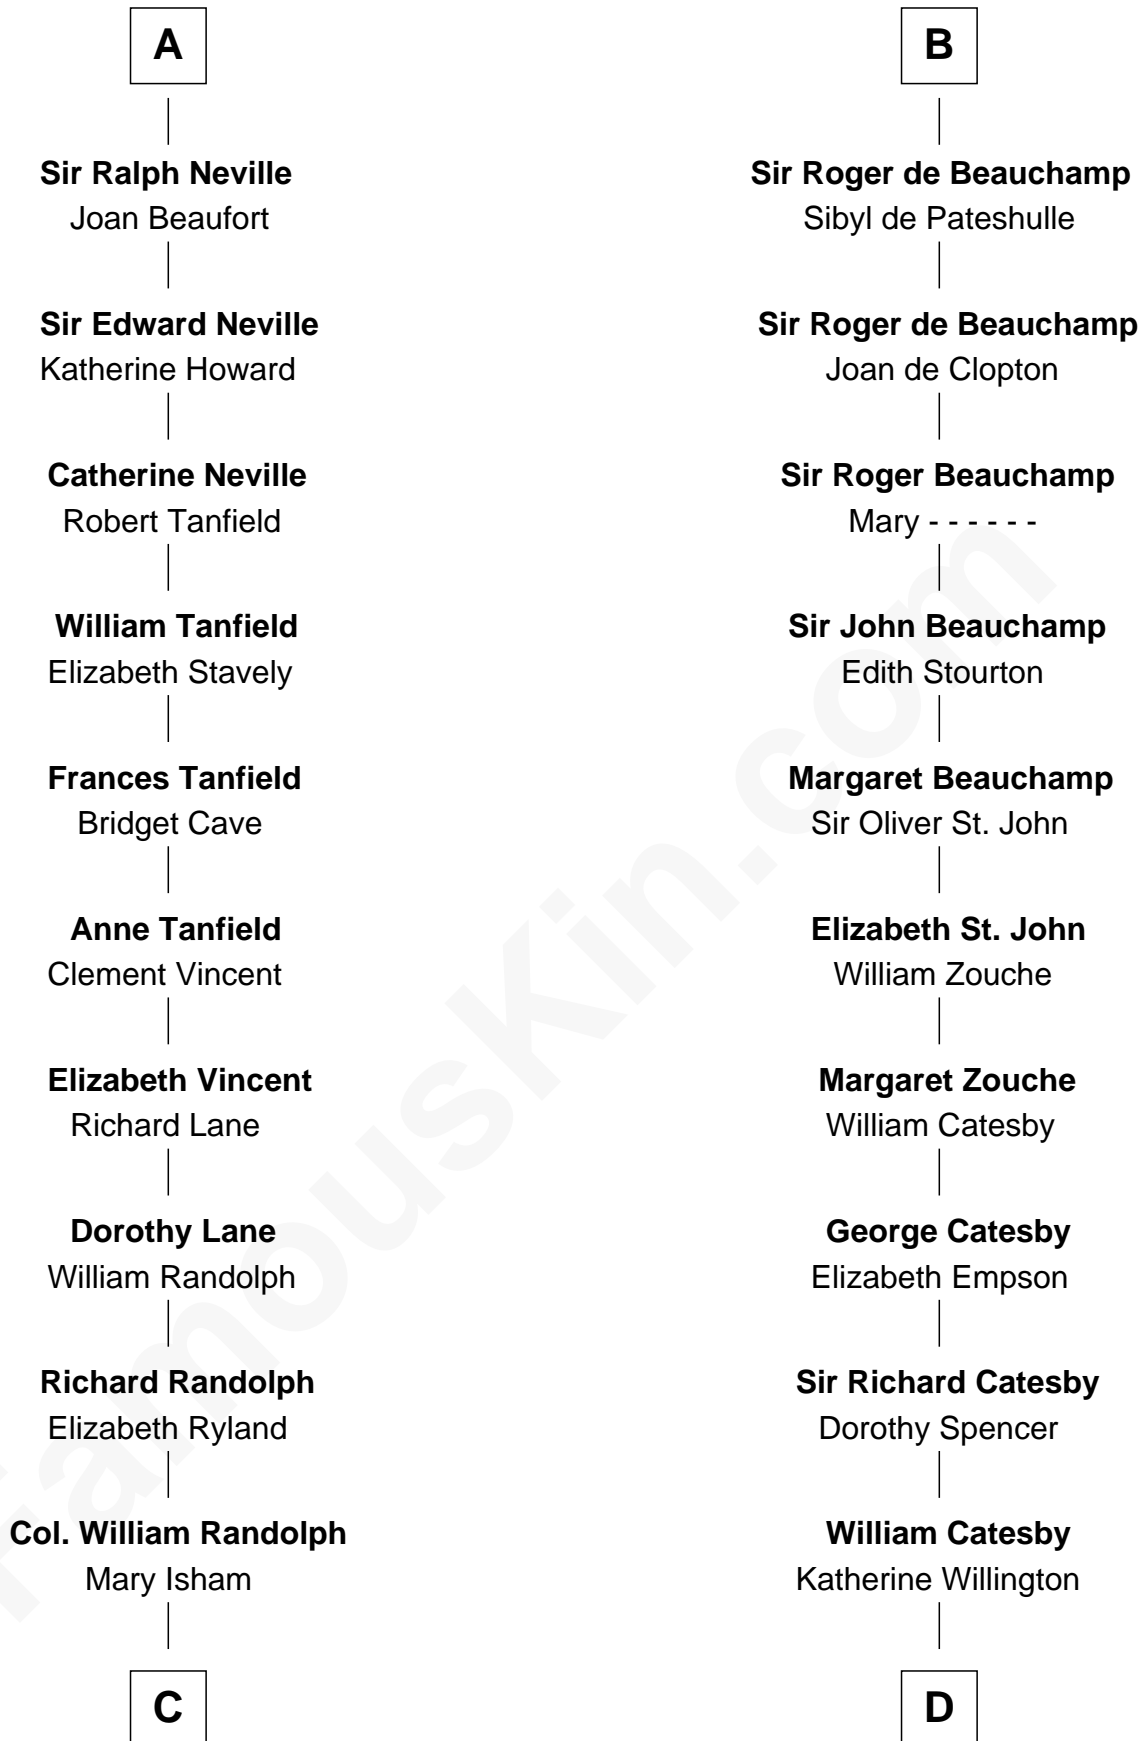 A
Sir Ralph Neville
Joan Beaufort
Sir Edward Neville
Katherine Howard
Catherine Neville
Robert Tanfield
William Tanfield
Elizabeth Stavely
Frances Tanfield
Bridget Cave
Anne Tanfield
Clement Vincent
Elizabeth Vincent
Richard Lane
Dorothy Lane
William Randolph
Richard Randolph
Elizabeth Ryland
Col. William Randolph
Mary Isham
C
B
Sir Roger de Beauchamp
Sibyl de Pateshulle
Sir Roger de Beauchamp
Joan de Clopton
Sir Roger Beauchamp
Mary - - - - - -
Sir John Beauchamp
Edith Stourton
Margaret Beauchamp
Sir Oliver St. John
Elizabeth St. John
William Zouche
Margaret Zouche
William Catesby
George Catesby
Elizabeth Empson
Sir Richard Catesby
Dorothy Spencer
William Catesby
Katherine Willington
D
FamousKin.com